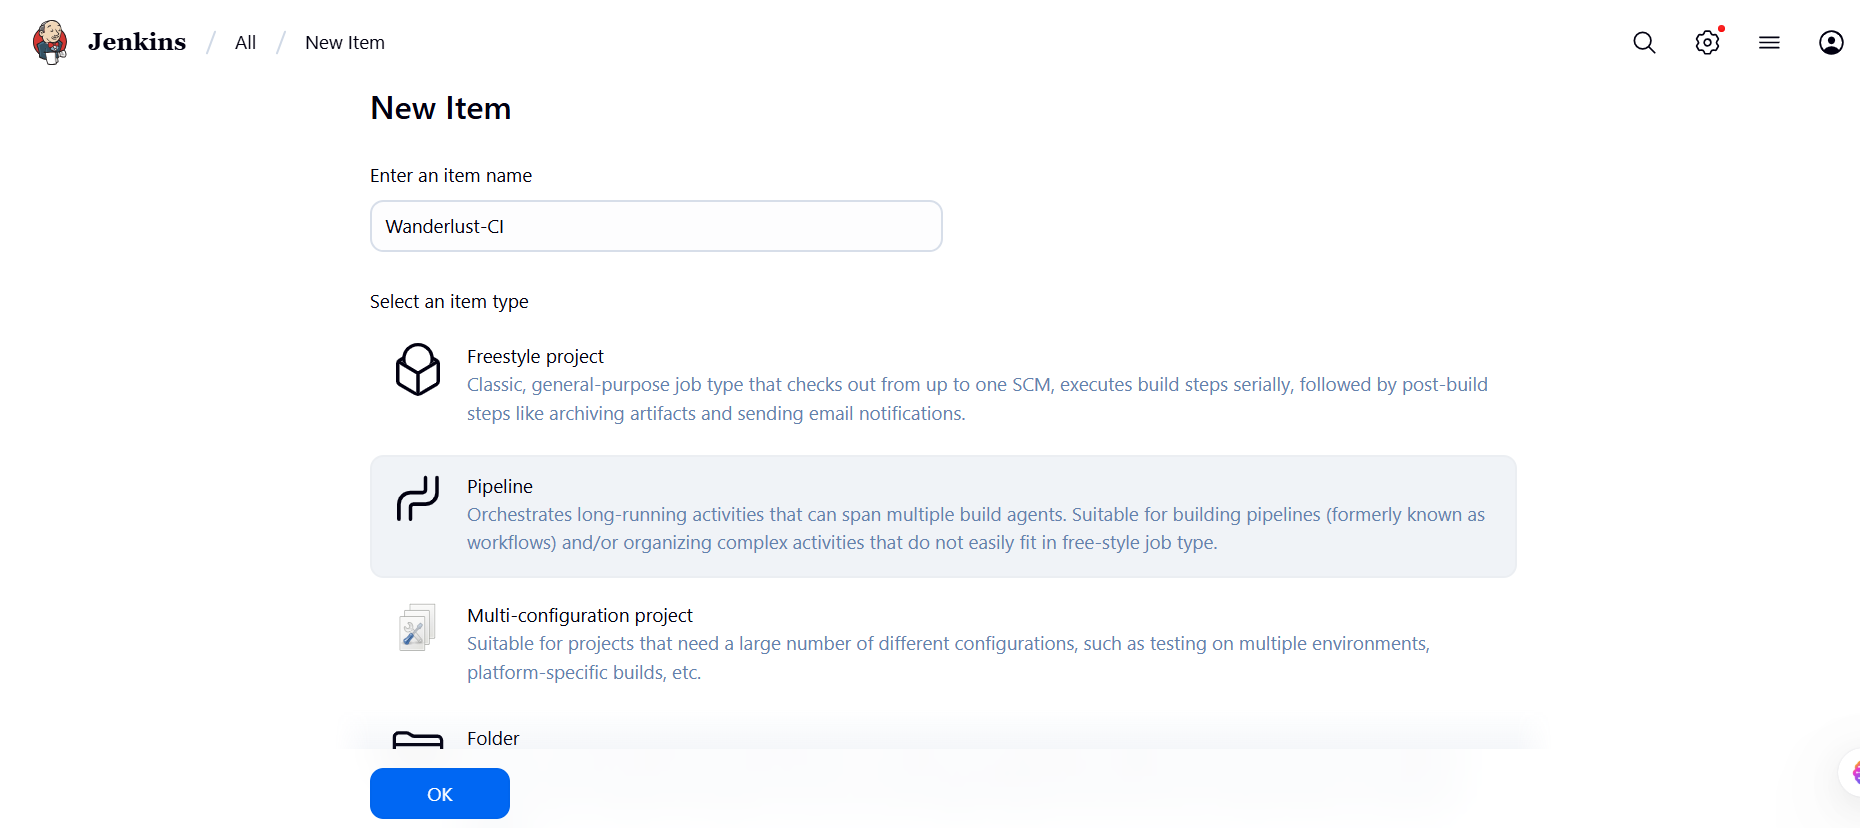 Jenkins / All / New Item
New Item
Enter an item name
Wanderlust-CI
Select an item type
Freestyle project
Classic, general-purpose job type that checks out from up to one SCM, executes build steps serially, followed by post-build
steps like archiving artifacts and sending email notifications.
Pipeline
Orchestrates long-running activities that can span multiple build agents. Suitable for building pipelines (formerly known as
workflows) and/or organizing complex activities that do not easily fit in free-style job type.
Multi-configuration project
Suitable for projects that need a large number of different configurations, such as testing on multiple environments,
platform-specific builds, etc.
Folder
OK